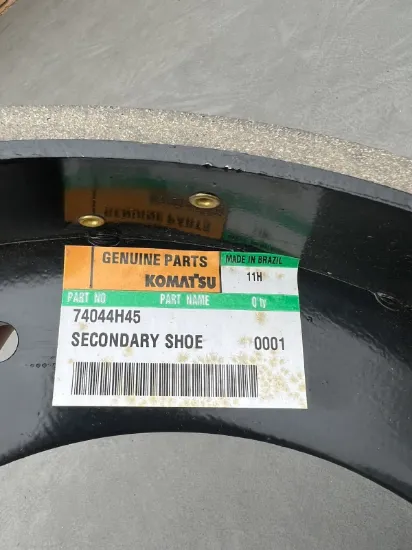 GENUINE PARTS
KOMATSU
MADE IN BRAZIL
11H
PART NO PART NAME Q'ty
74044H45
SECONDARY SHOE 0001